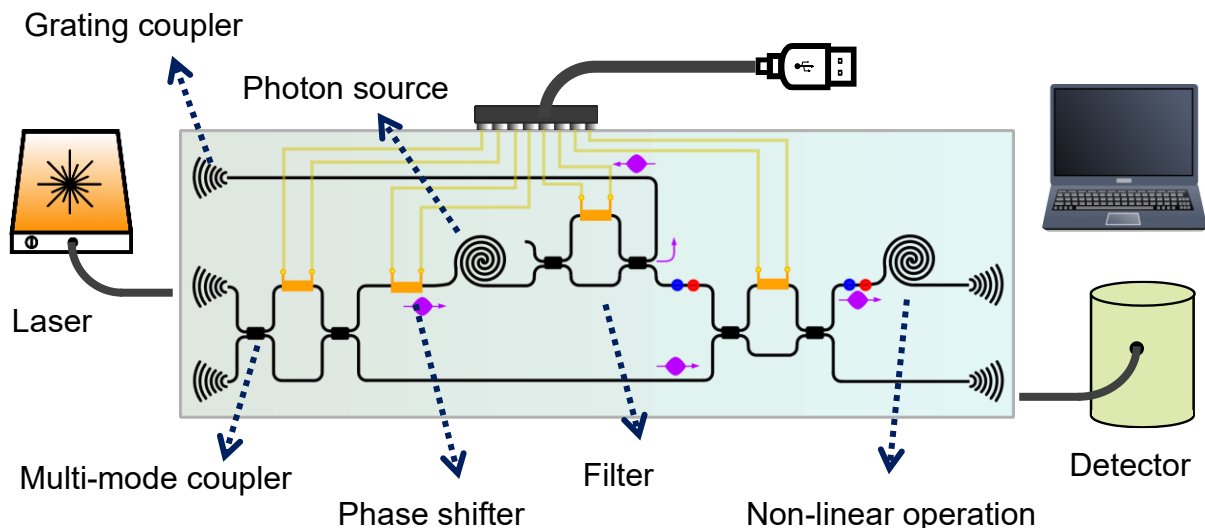 Grating coupler
Photon source
Laser
Multi-mode coupler
Phase shifter
Filter
Non-linear operation
Detector